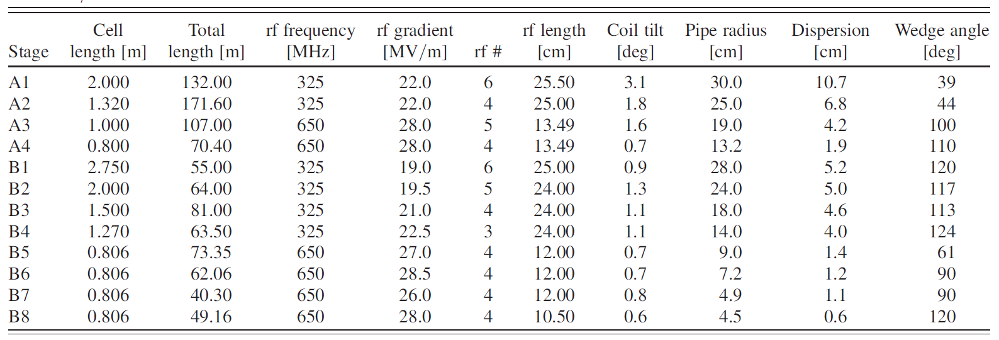 Cell Total rf frequency rf gradient rf length Coil tilt Pipe radius Dispersion Wedge angle
Stage length [m] length [m] [MHz] [MV/m] rf # [cm] [deg] [cm] [cm] [deg]
A1 2.000 132.00 325 22.0 6 25.50 3.1 30.0 10.7 39
A2 1.320 171.60 325 22.0 4 25.00 1.8 25.0 6.8 44
A3 1.000 107.00 650 28.0 5 13.49 1.6 19.0 4.2 100
A4 0.800 70.40 650 28.0 4 13.49 0.7 13.2 1.9 110
B1 2.750 55.00 325 19.0 6 25.00 0.9 28.0 5.2 120
B2 2.000 64.00 325 19.5 5 24.00 1.3 24.0 5.0 117
B3 1.500 81.00 325 21.0 4 24.00 1.1 18.0 4.6 113
B4 1.270 63.50 325 22.5 3 24.00 1.1 14.0 4.0 124
B5 0.806 73.35 650 27.0 4 12.00 0.7 9.0 1.4 61
B6 0.806 62.06 650 28.5 4 12.00 0.7 7.2 1.2 90
B7 0.806 40.30 650 26.0 4 12.00 0.8 4.9 1.1 90
B8 0.806 49.16 650 28.0 4 10.50 0.6 4.5 0.6 120